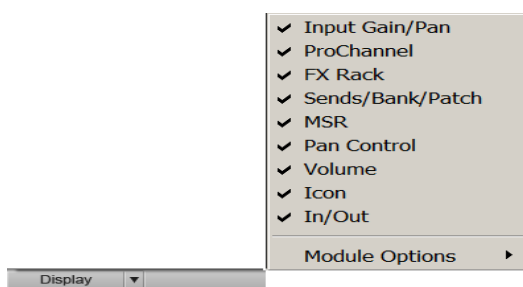 Input Gain/Pan
ProChannel
FX Rack
Sends/Bank/Patch
MSR
Pan Control
Volume
Icon
In/Out
Module Options
Display